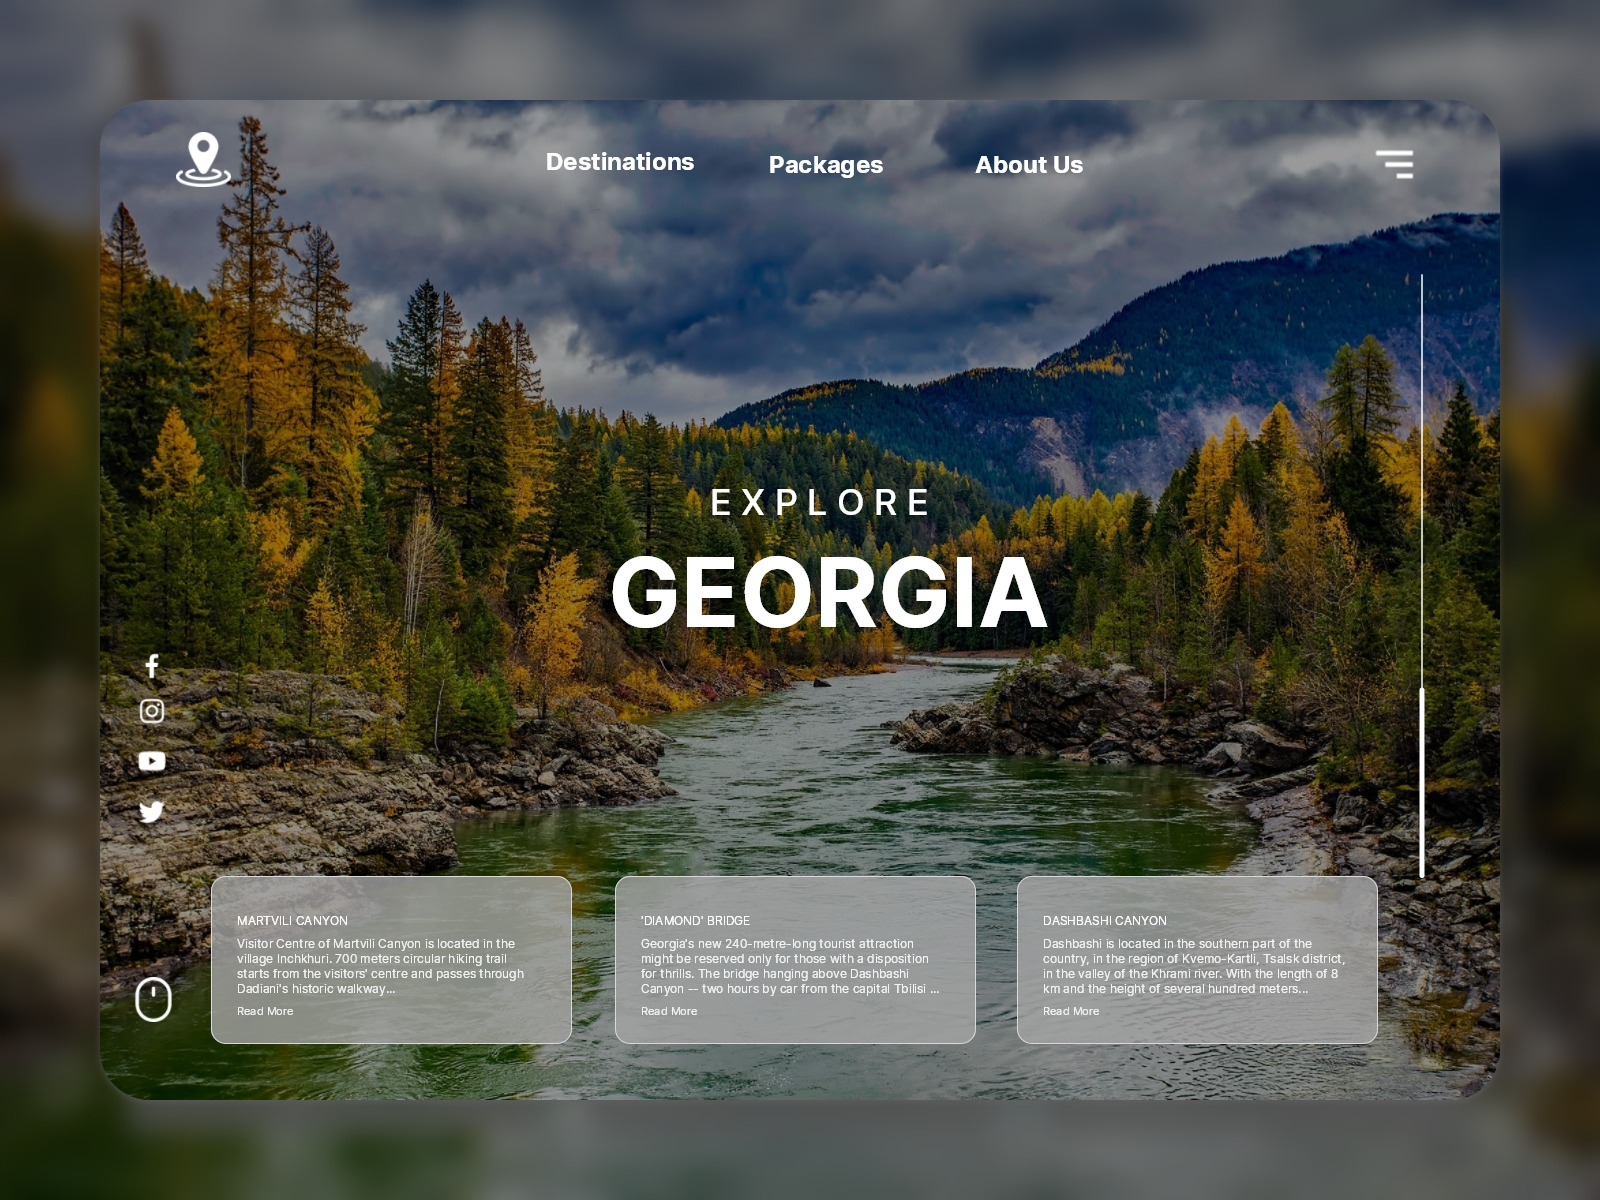 Destinations Packages About Us
EXPLORE
GEORGIA
MARTVILI CANYON
Visitor Centre of Martvili Canyon is located in the
village Inchkhuri. 700 meters circular hiking trail
starts from the visitors' centre and passes through
Dadiani's historic walkway...
Read More
'DIAMOND' BRIDGE
Georgia's new 240-metre-long tourist attraction
might be reserved only for those with a disposition
for thrills. The bridge hanging above Dashbashi
Canyon -- two hours by car from the capital Tbilisi ...
Read More
DASHBASHI CANYON
Dashbashi is located in the southern part of the
country, in the region of Kvemo-Kartli, Tsalsk district,
in the valley of the Khrami river. With the length of 8
km and the height of several hundred meters...
Read More